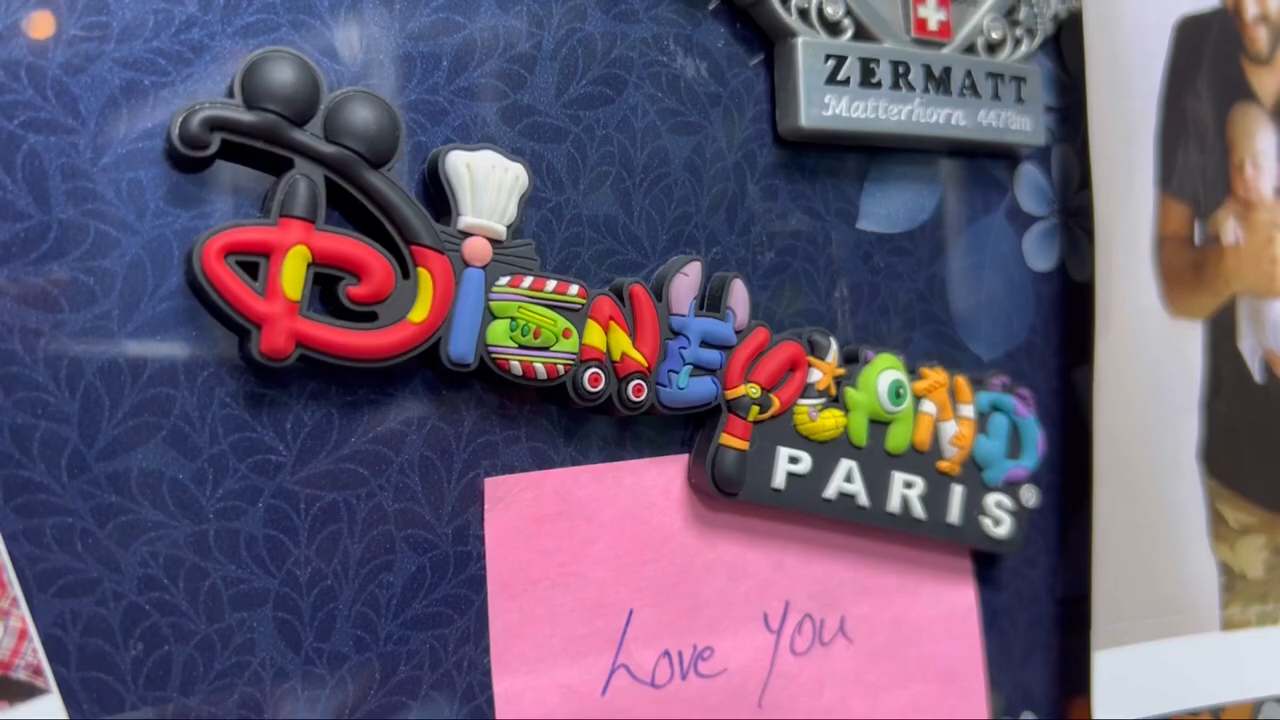 ZERMATT
Matterhorn 4478m
DISNEYLAND
PARIS®
Love You